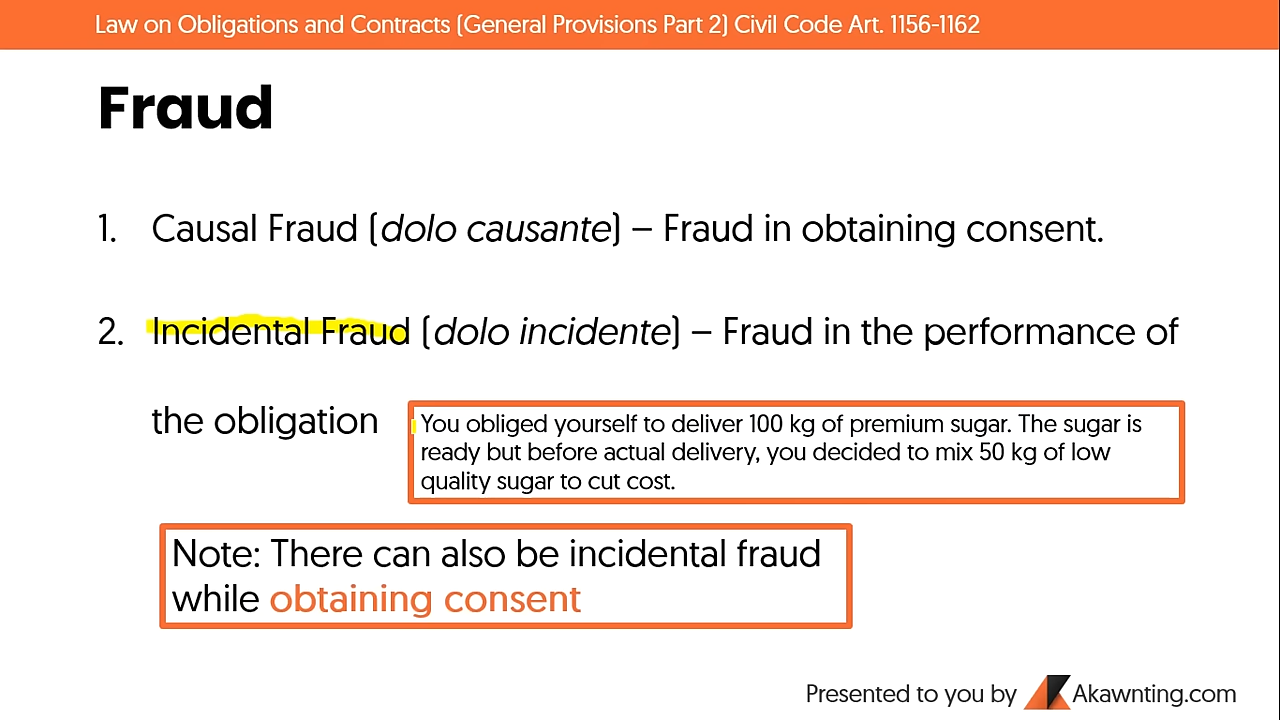 Law on Obligations and Contracts (General Provisions Part 2) Civil Code Art. 1156-1162
Fraud
1. Causal Fraud (dolo causante) – Fraud in obtaining consent.
2. Incidental Fraud (dolo incidente) – Fraud in the performance of
the obligation
You obliged yourself to deliver 100 kg of premium sugar. The sugar is
ready but before actual delivery, you decided to mix 50 kg of low
quality sugar to cut cost.
Note: There can also be incidental fraud
while obtaining consent
Presented to you by Akawnting.com